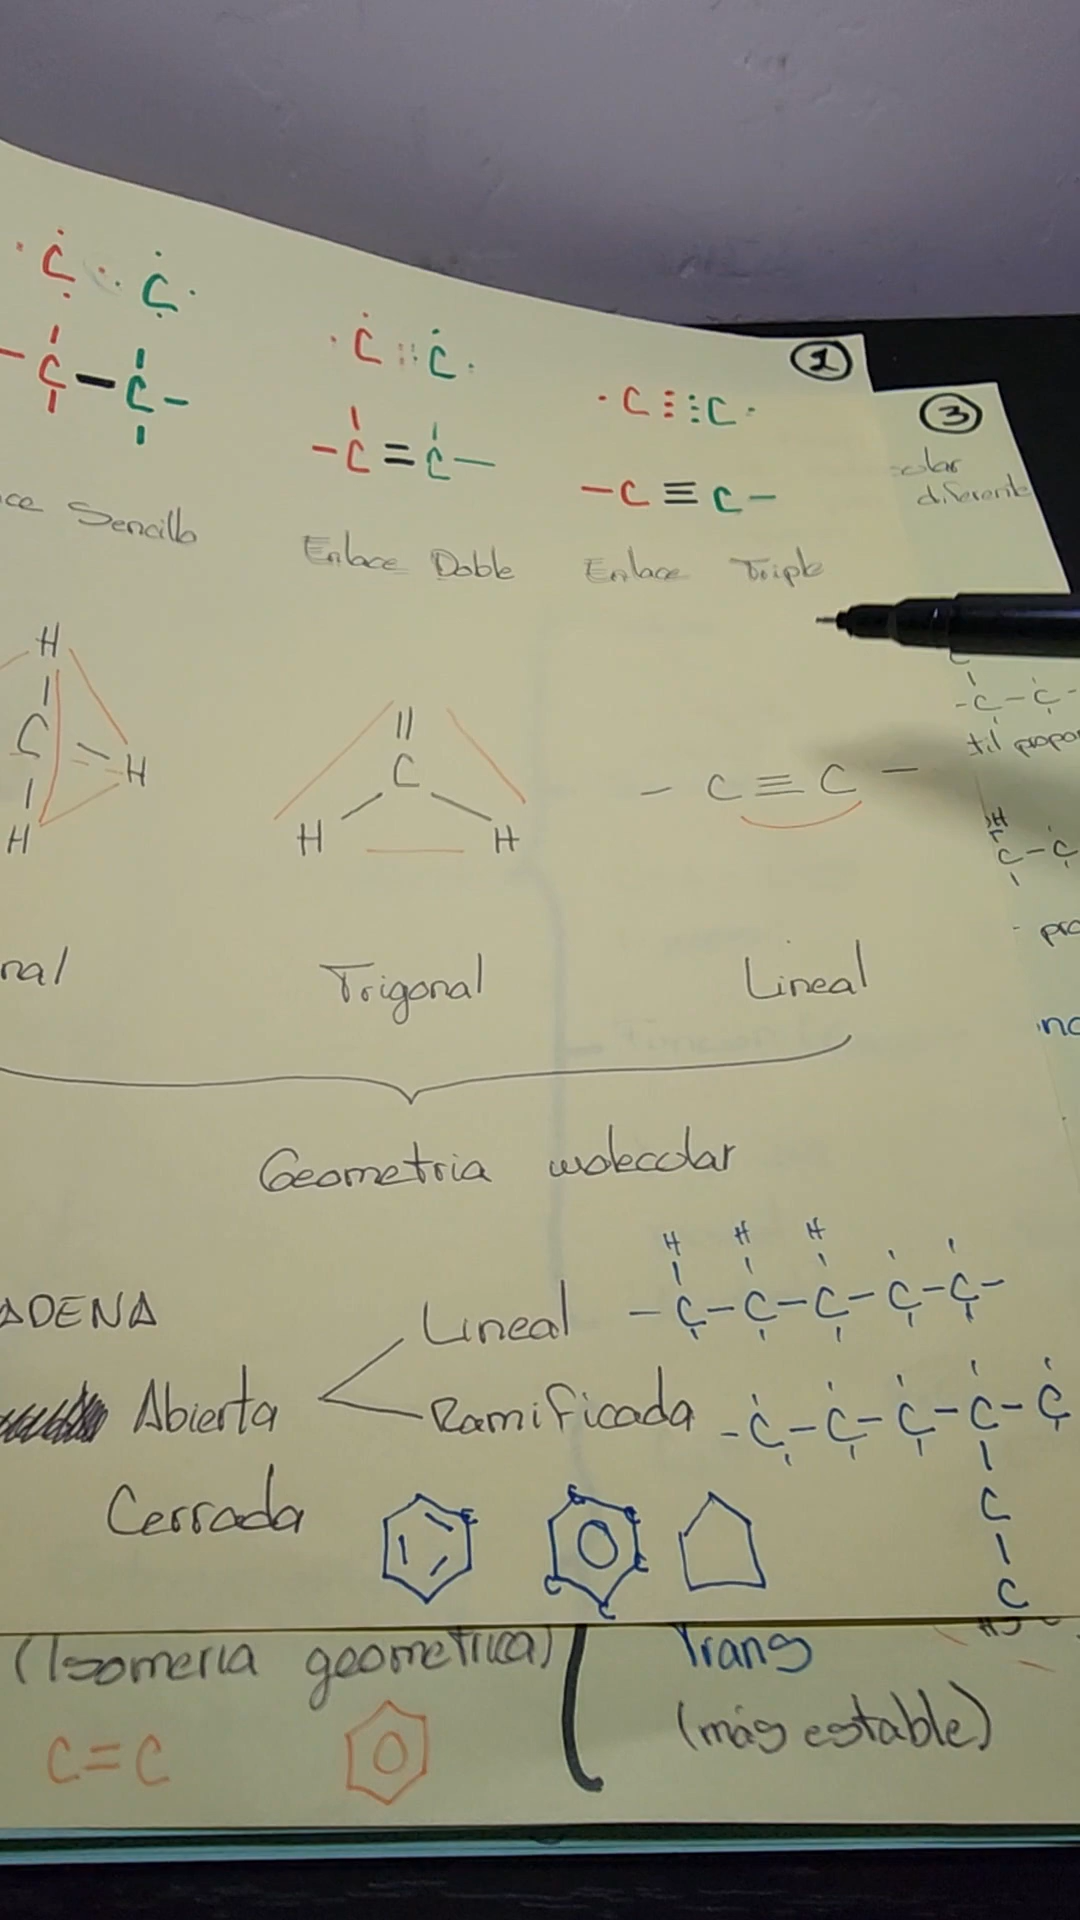 1
3
Sencillo
Enlace Doble
Enlace Triple
diferente
H
C
H
H
C
H H
- C ≡ C -
Trigonal
Lineal
Geometria molecular
H H H
Lineal - C - C - C - C - C -
Abierta
Ramificada - C - C - C - C - C
C
C
Cerrada
(Isomeria geometrica)
Trans
(más estable)
C = C